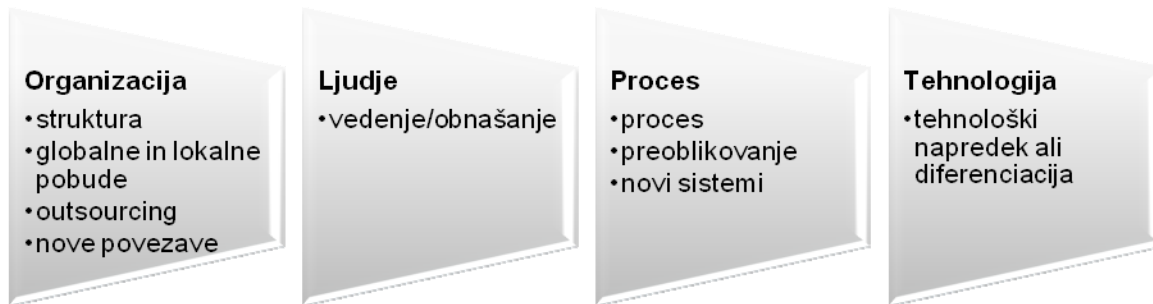 Organizacija
•struktura
•globalne in lokalne
pobude
•outsourcing
•nove povezave
Ljudje
•vedenje/obnašanje
Proces
•proces
•preoblikovanje
•novi sistemi
Tehnologija
•tehnološki
napredek ali
diferenciacija